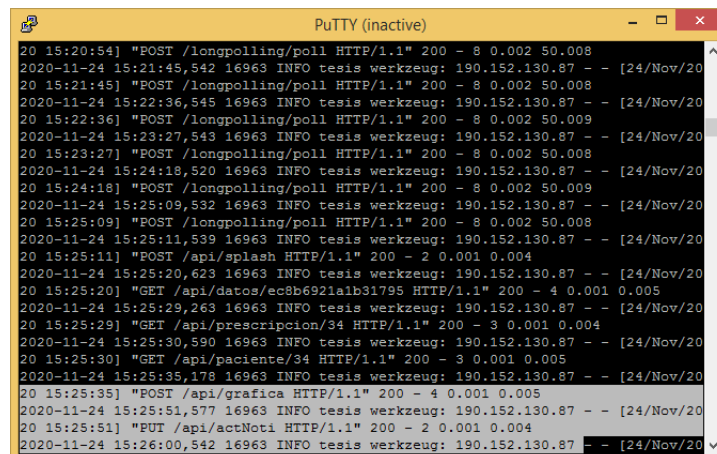 PuTTY (inactive)
20 15:20:54] "POST /longpolling/poll HTTP/1.1" 200 - 8 0.002 50.008
2020-11-24 15:21:45,542 16963 INFO tesis werkzeug: 190.152.130.87 - - [24/Nov/20
20 15:21:45] "POST /longpolling/poll HTTP/1.1" 200 - 8 0.002 50.008
2020-11-24 15:22:36,545 16963 INFO tesis werkzeug: 190.152.130.87 - - [24/Nov/20
20 15:22:36] "POST /longpolling/poll HTTP/1.1" 200 - 8 0.002 50.009
2020-11-24 15:23:27,543 16963 INFO tesis werkzeug: 190.152.130.87 - - [24/Nov/20
20 15:23:27] "POST /longpolling/poll HTTP/1.1" 200 - 8 0.002 50.008
2020-11-24 15:24:18,520 16963 INFO tesis werkzeug: 190.152.130.87 - - [24/Nov/20
20 15:24:18] "POST /longpolling/poll HTTP/1.1" 200 - 8 0.002 50.009
2020-11-24 15:25:09,532 16963 INFO tesis werkzeug: 190.152.130.87 - - [24/Nov/20
20 15:25:09] "POST /longpolling/poll HTTP/1.1" 200 - 8 0.002 50.008
2020-11-24 15:25:11,539 16963 INFO tesis werkzeug: 190.152.130.87 - - [24/Nov/20
20 15:25:11] "POST /api/splash HTTP/1.1" 200 - 2 0.001 0.004
2020-11-24 15:25:20,623 16963 INFO tesis werkzeug: 190.152.130.87 - - [24/Nov/20
20 15:25:20] "GET /api/datos/ec8b6921a1b31795 HTTP/1.1" 200 - 4 0.001 0.005
2020-11-24 15:25:29,263 16963 INFO tesis werkzeug: 190.152.130.87 - - [24/Nov/20
20 15:25:29] "GET /api/prescripcion/34 HTTP/1.1" 200 - 3 0.001 0.004
2020-11-24 15:25:30,590 16963 INFO tesis werkzeug: 190.152.130.87 - - [24/Nov/20
20 15:25:30] "GET /api/paciente/34 HTTP/1.1" 200 - 3 0.001 0.005
2020-11-24 15:25:35,178 16963 INFO tesis werkzeug: 190.152.130.87 - - [24/Nov/20
20 15:25:35] "POST /api/grafica HTTP/1.1" 200 - 4 0.001 0.005
2020-11-24 15:25:51,577 16963 INFO tesis werkzeug: 190.152.130.87 - - [24/Nov/20
20 15:25:51] "PUT /api/actNoti HTTP/1.1" 200 - 2 0.001 0.004
2020-11-24 15:26:00,542 16963 INFO tesis werkzeug: 190.152.130.87 - - [24/Nov/20